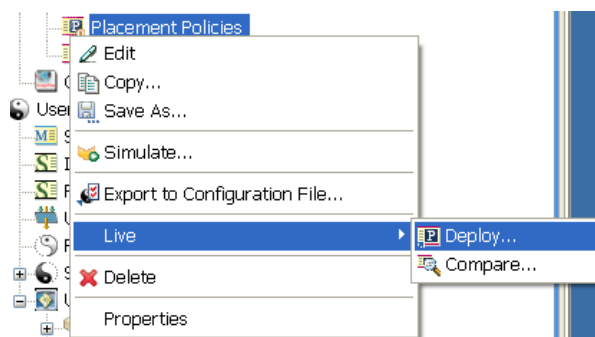 Placement Policies
Edit
Copy...
Save As...
Simulate...
Export to Configuration File...
Live
Deploy...
Compare...
Delete
Properties